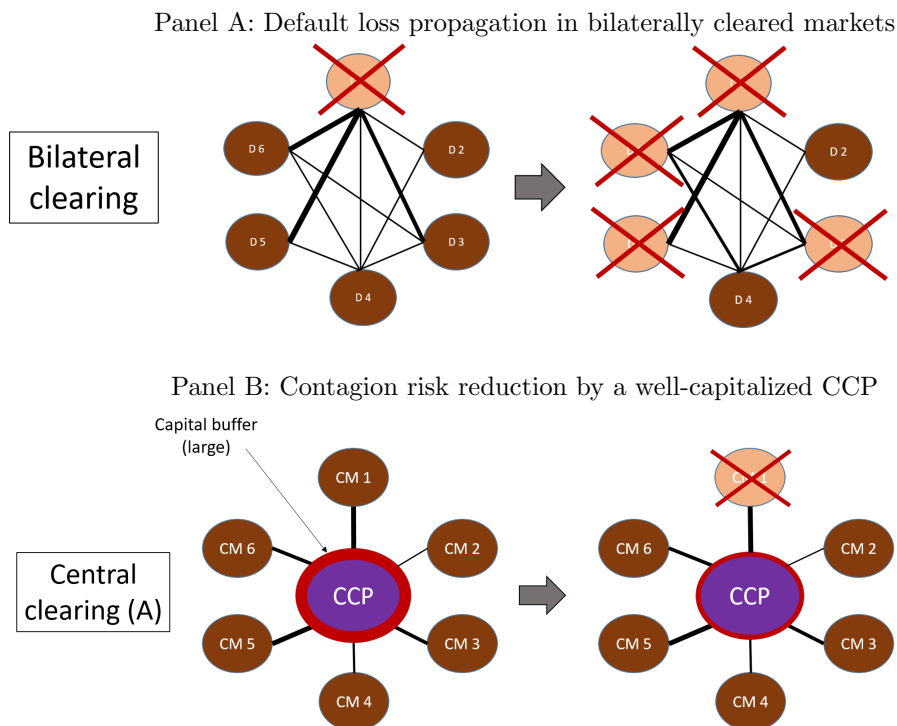 Panel A: Default loss propagation in bilaterally cleared markets
Bilateral
clearing
D 6
D 2
D 5
D 3
D 4
D 2
D 4
Panel B: Contagion risk reduction by a well-capitalized CCP
Capital buffer
(large)
Central
clearing (A)
CM 1
CM 6
CM 2
CCP
CM 5
CM 3
CM 4
CM 1
CM 6
CM 2
CCP
CM 5
CM 3
CM 4